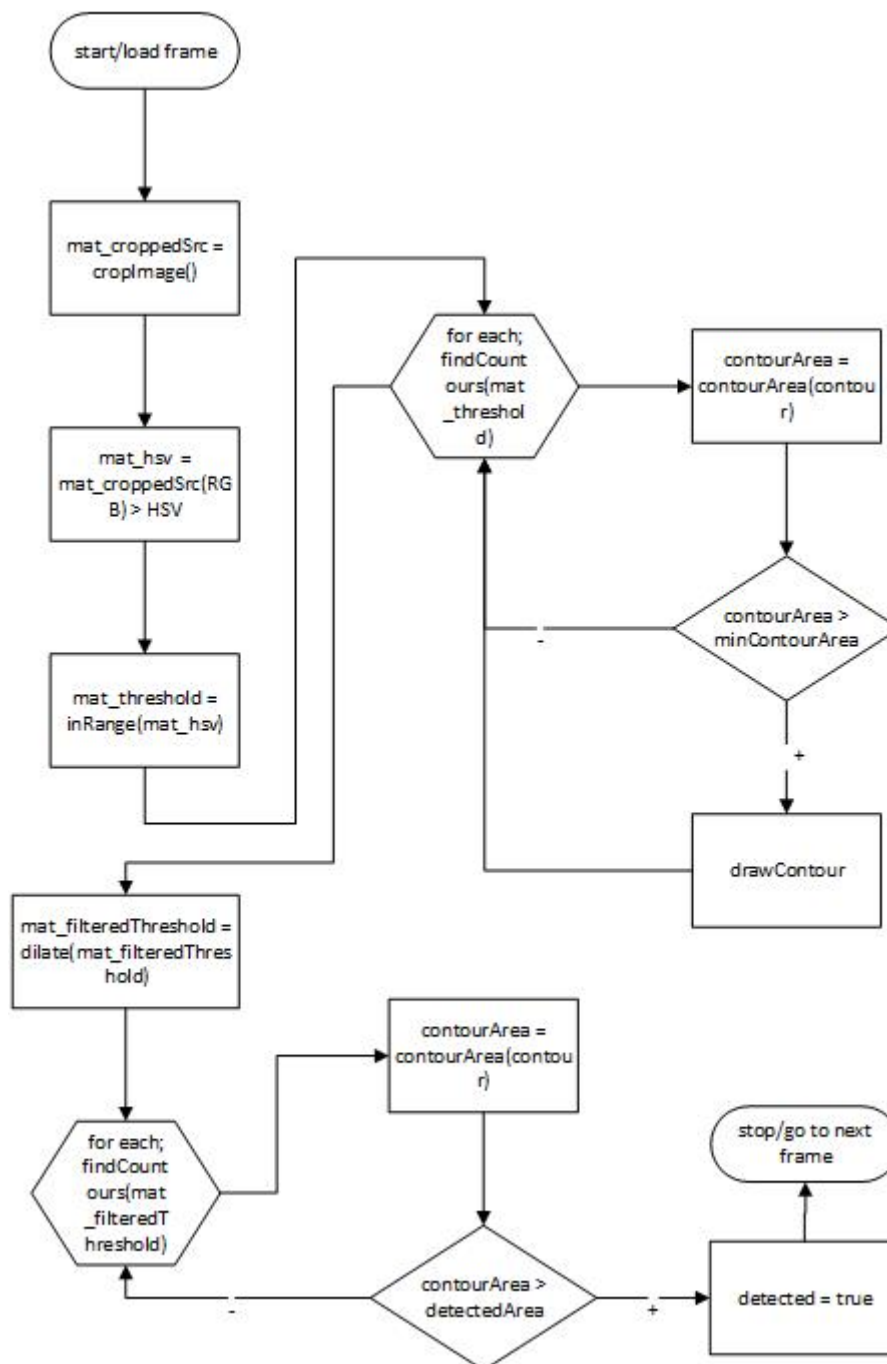 start/load frame
mat_croppedSrc =
cropImage()
mat_hsv =
mat_croppedSrc(RG
B) > HSV
mat_threshold =
inRange(mat_hsv)
for each;
findCount
ours(mat
_threshol
d)
contourArea =
contourArea(contou
r)
contourArea >
minContourArea
-
+
drawContour
mat_filteredThreshold =
dilate(mat_filteredThres
hold)
for each;
findCount
ours(mat
_filteredT
hreshold)
contourArea =
contourArea(contou
r)
contourArea >
detectedArea
-
+
detected = true
stop/go to next
frame